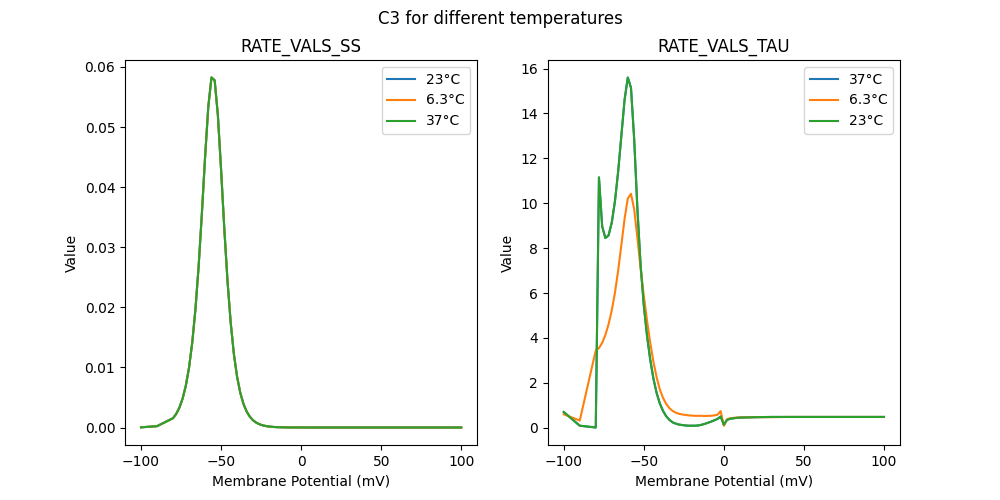 C3 for different temperatures
RATE_VALS_SS
Value
0.06
0.05
0.04
0.03
0.02
0.01
0.00
23°C
6.3°C
37°C
−100
−50
0
50
100
Membrane Potential (mV)
RATE_VALS_TAU
Value
16
14
12
10
8
6
4
2
0
37°C
6.3°C
23°C
−100
−50
0
50
100
Membrane Potential (mV)